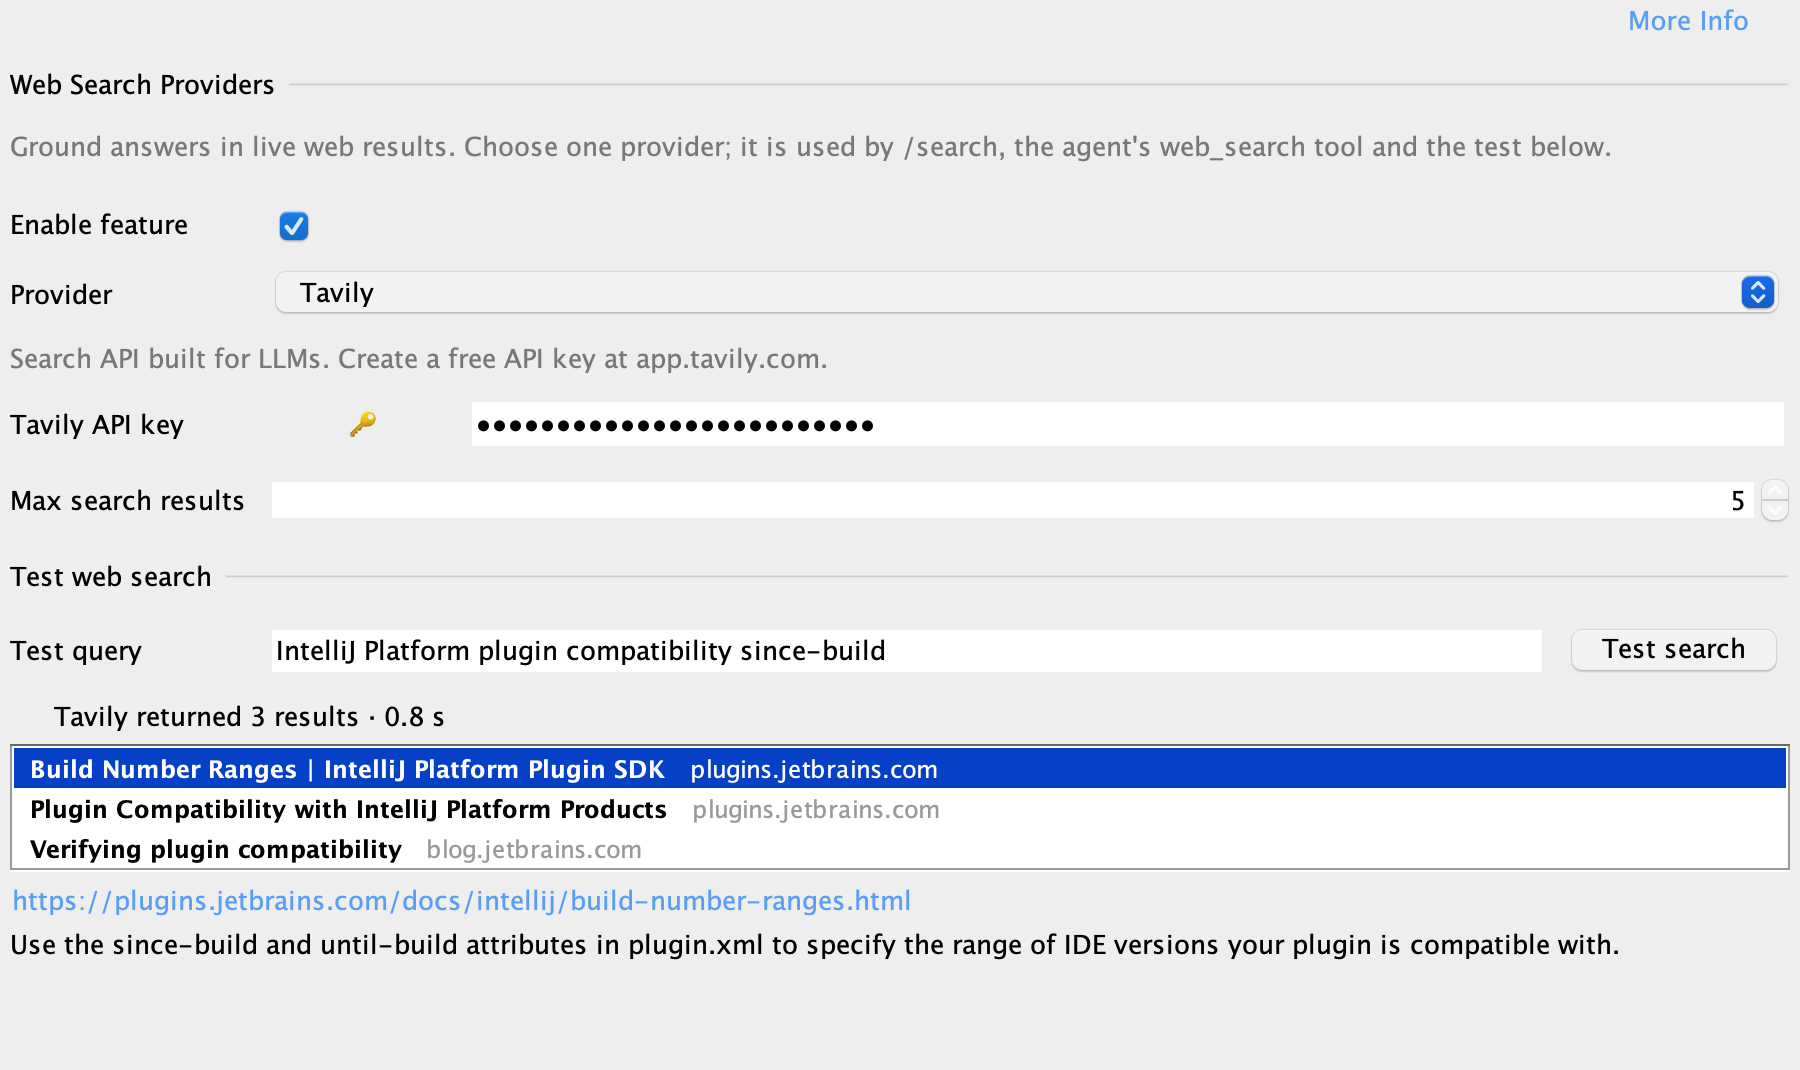 More Info
Web Search Providers
Ground answers in live web results. Choose one provider; it is used by /search, the agent's web_search tool and the test below.
Enable feature
Provider Tavily
Search API built for LLMs. Create a free API key at app.tavily.com.
Tavily API key •••••••••••••••••••••••••
Max search results 5
Test web search
Test query IntelliJ Platform plugin compatibility since-build Test search
Tavily returned 3 results · 0.8 s
Build Number Ranges | IntelliJ Platform Plugin SDK plugins.jetbrains.com
Plugin Compatibility with IntelliJ Platform Products plugins.jetbrains.com
Verifying plugin compatibility blog.jetbrains.com
https://plugins.jetbrains.com/docs/intellij/build-number-ranges.html
Use the since-build and until-build attributes in plugin.xml to specify the range of IDE versions your plugin is compatible with.